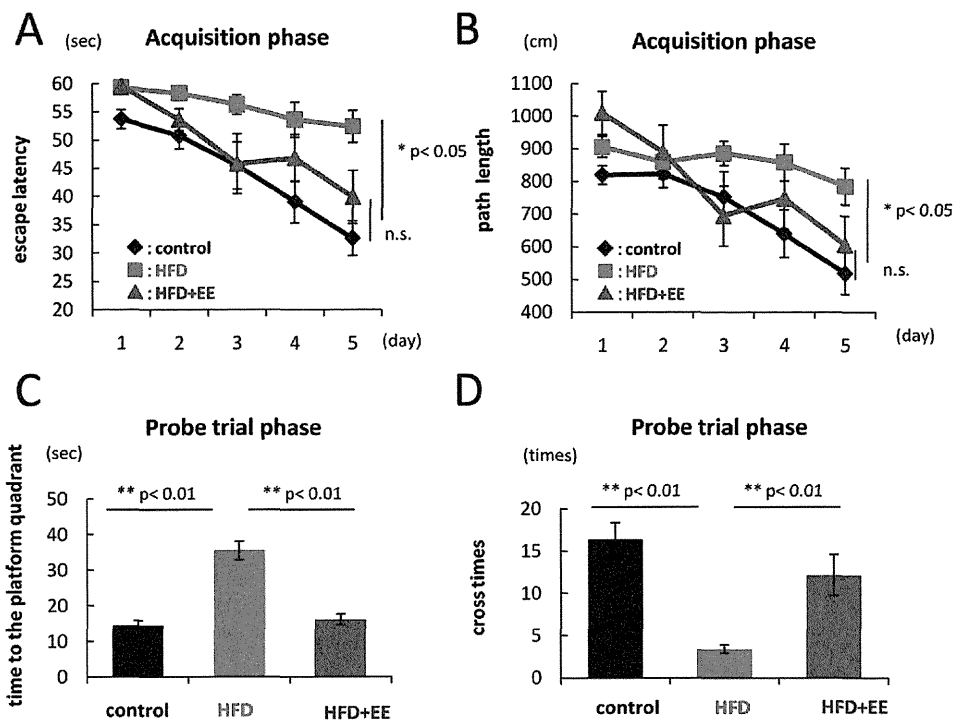 A
(sec)
Acquisition phase
escape latency
60
55
50
45
40
35
30
25
20
* p< 0.05
n.s.
: control
: HFD
: HFD+EE
1 2 3 4 5 (day)
B
(cm)
Acquisition phase
path length
1100
1000
900
800
700
600
500
400
* p< 0.05
n.s.
: control
: HFD
: HFD+EE
1 2 3 4 5 (day)
C
Probe trial phase
(sec)
time to the platform quadrant
** p< 0.01 ** p< 0.01
50
40
30
20
10
0
control HFD HFD+EE
D
Probe trial phase
(times)
cross times
** p< 0.01 ** p< 0.01
20
15
10
5
0
control HFD HFD+EE